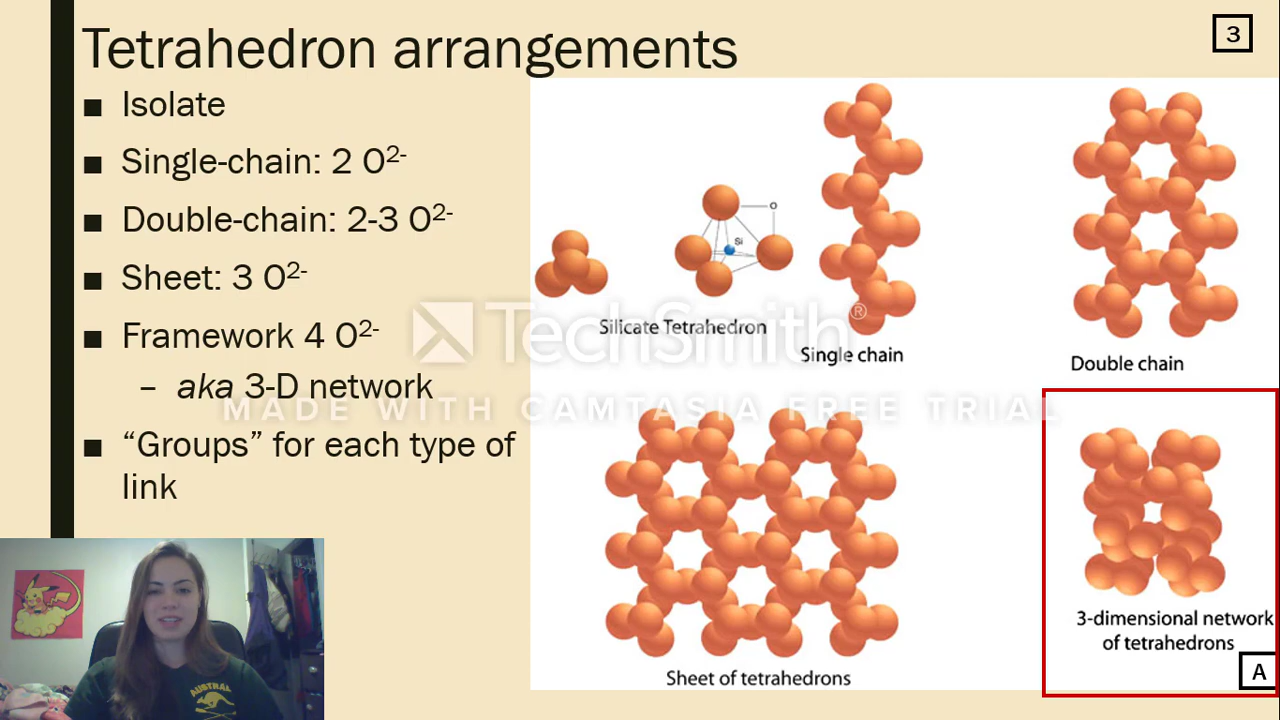 Tetrahedron arrangements
3
■ Isolate
■ Single-chain: 2 O²⁻
■ Double-chain: 2-3 O²⁻
■ Sheet: 3 O²⁻
■ Framework 4 O²⁻
– aka 3-D network
■ “Groups” for each type of
link
O
Si
Silicate Tetrahedron
Single chain
Double chain
Sheet of tetrahedrons
3-dimensional network
of tetrahedrons
A
TechSmith®
MADE WITH CAMTASIA FREE TRIAL
AUSTRAL